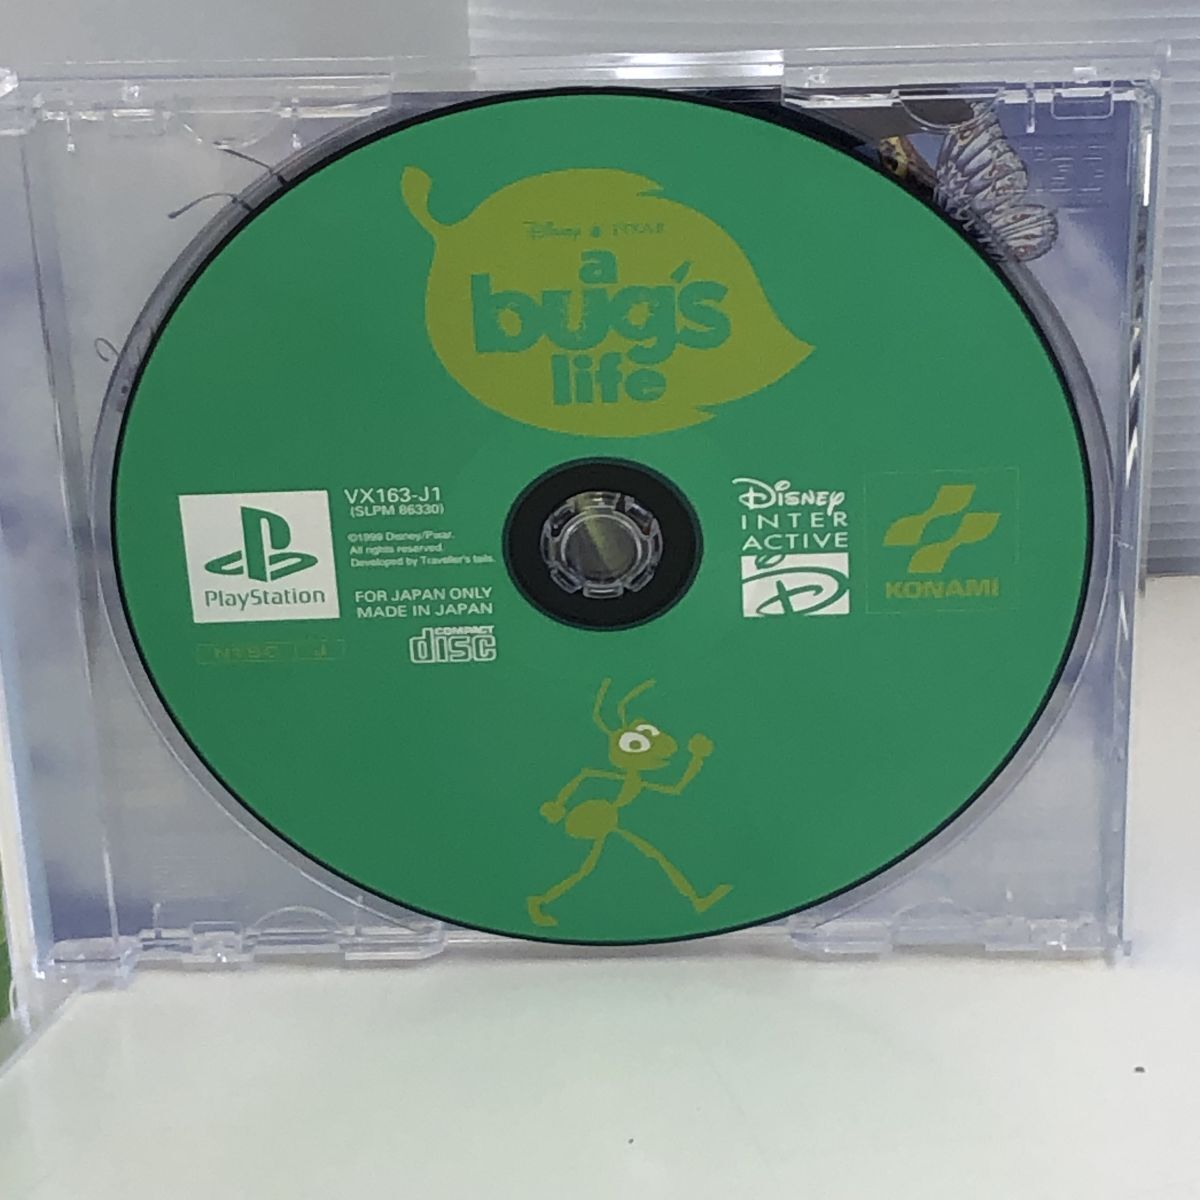 Disney • PIXAR
a
bug's
life
PlayStation
VX163-J1
(SLPM 86330)
©1999 Disney/Pixar.
All rights reserved.
Developed by Traveller's tails.
FOR JAPAN ONLY
MADE IN JAPAN
NTSC J
COMPACT
disc
Disney
INTER
ACTIVE
D
KONAMI